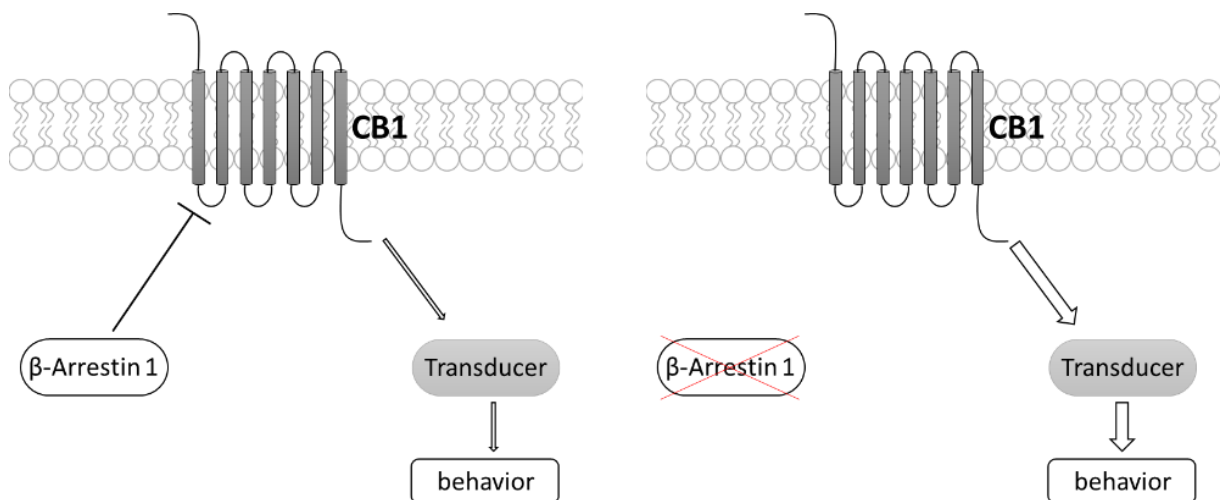 CB1
CB1
β-Arrestin 1
Transducer
β-Arrestin 1
Transducer
behavior
behavior